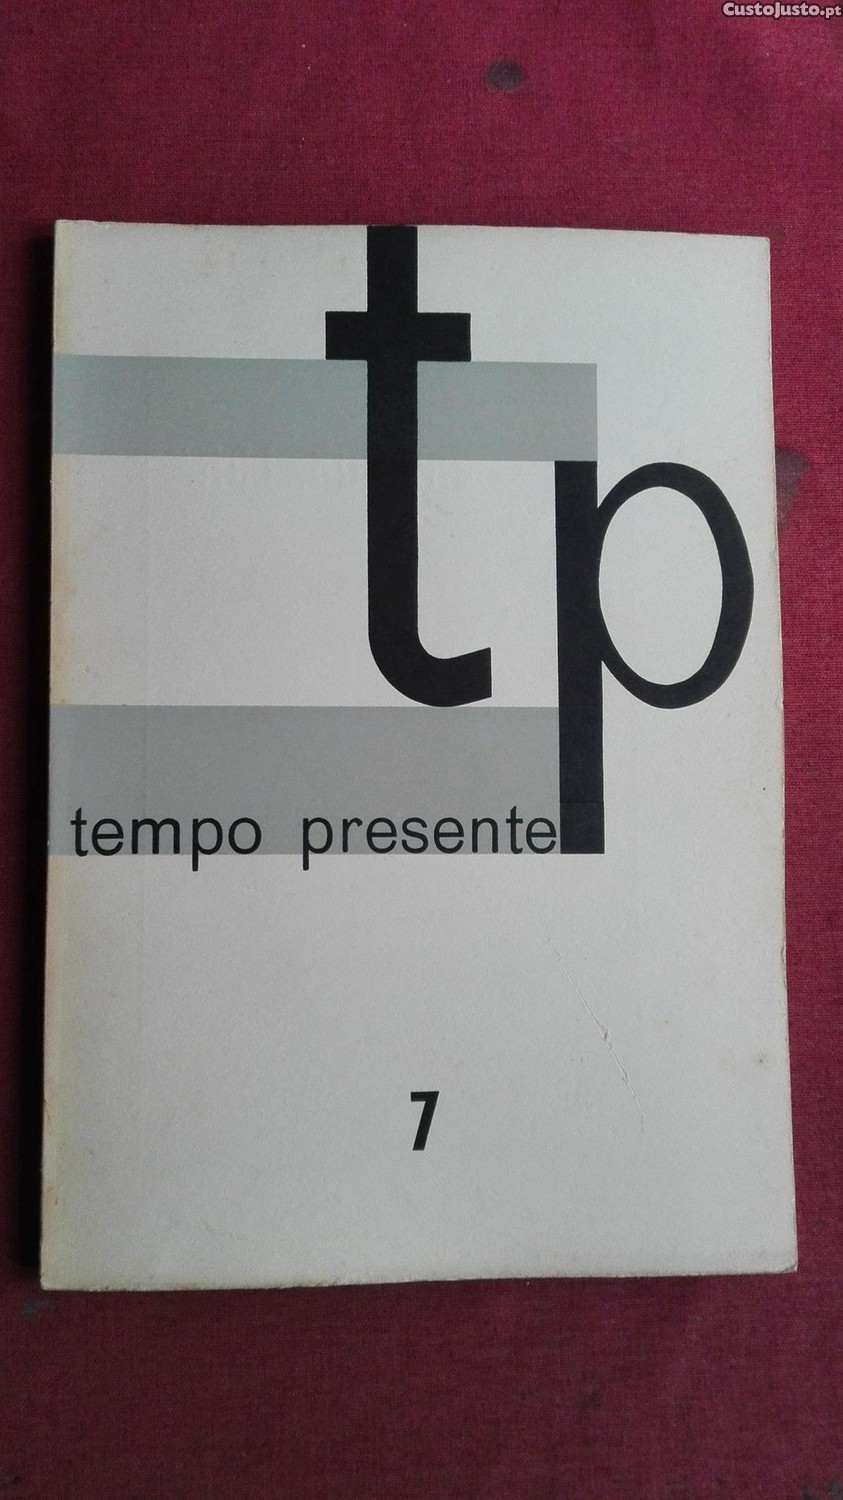 CustoJusto.pt
tp
tempo presente
7